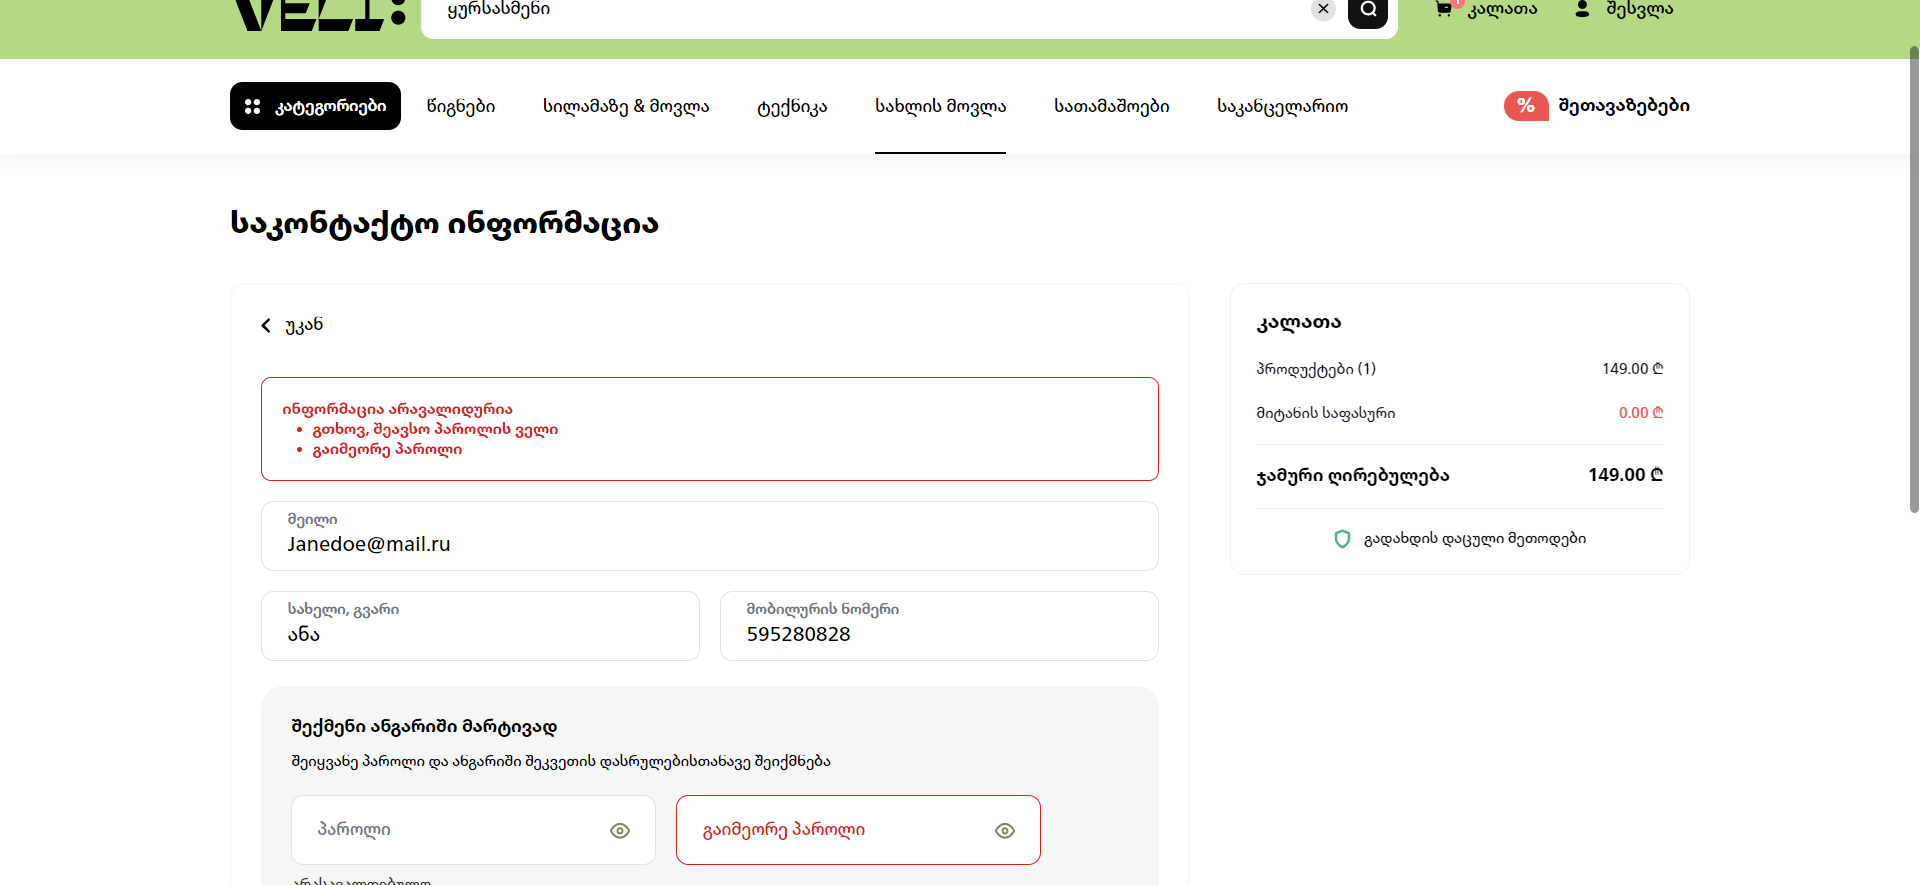 VELI:
ყურსასმენი
1
კალათა
შესვლა
კატეგორიები
წიგნები
სილამაზე & მოვლა
ტექნიკა
სახლის მოვლა
სათამაშოები
საკანცელარიო
%
შეთავაზებები
საკონტაქტო ინფორმაცია
უკან
ინფორმაცია არავალიდურია
გთხოვ, შეავსო პაროლის ველი
გაიმეორე პაროლი
მეილი
Janedoe@mail.ru
სახელი, გვარი
ანა
მობილურის ნომერი
595280828
შექმენი ანგარიში მარტივად
შეიყვანე პაროლი და ანგარიში შეკვეთის დასრულებისთანავე შეიქმნება
პაროლი
გაიმეორე პაროლი
არასავალდებულო
კალათა
პროდუქტები (1)
149.00 ₾
მიტანის საფასური
0.00 ₾
ჯამური ღირებულება
149.00 ₾
გადახდის დაცული მეთოდები